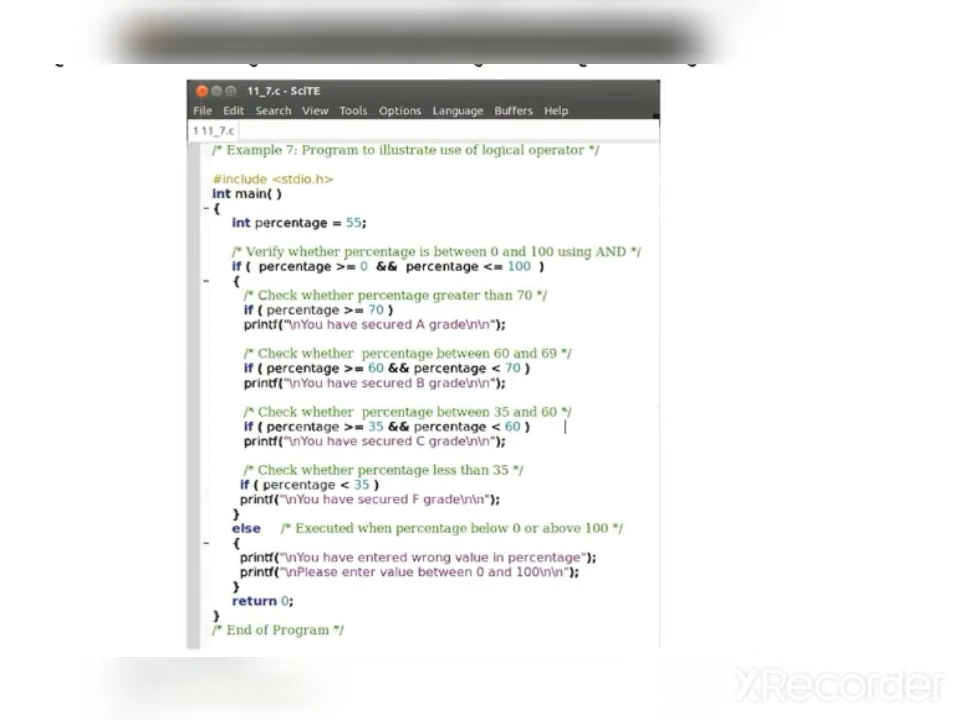 11_7.c - SciTE
File Edit Search View Tools Options Language Buffers Help
1 11_7.c
/* Example 7: Program to illustrate use of logical operator */
#include <stdio.h>
int main( )
{
int percentage = 55;
/* Verify whether percentage is between 0 and 100 using AND */
if ( percentage >= 0 && percentage <= 100 )
{
/* Check whether percentage greater than 70 */
if ( percentage >= 70 )
printf("\nYou have secured A grade\n\n");
/* Check whether percentage between 60 and 69 */
if ( percentage >= 60 && percentage < 70 )
printf("\nYou have secured B grade\n\n");
/* Check whether percentage between 35 and 60 */
if ( percentage >= 35 && percentage < 60 )
printf("\nYou have secured C grade\n\n");
/* Check whether percentage less than 35 */
if ( percentage < 35 )
printf("\nYou have secured F grade\n\n");
}
else /* Executed when percentage below 0 or above 100 */
{
printf("\nYou have entered wrong value in percentage");
printf("\nPlease enter value between 0 and 100\n\n");
}
return 0;
}
/* End of Program */
XRecorder